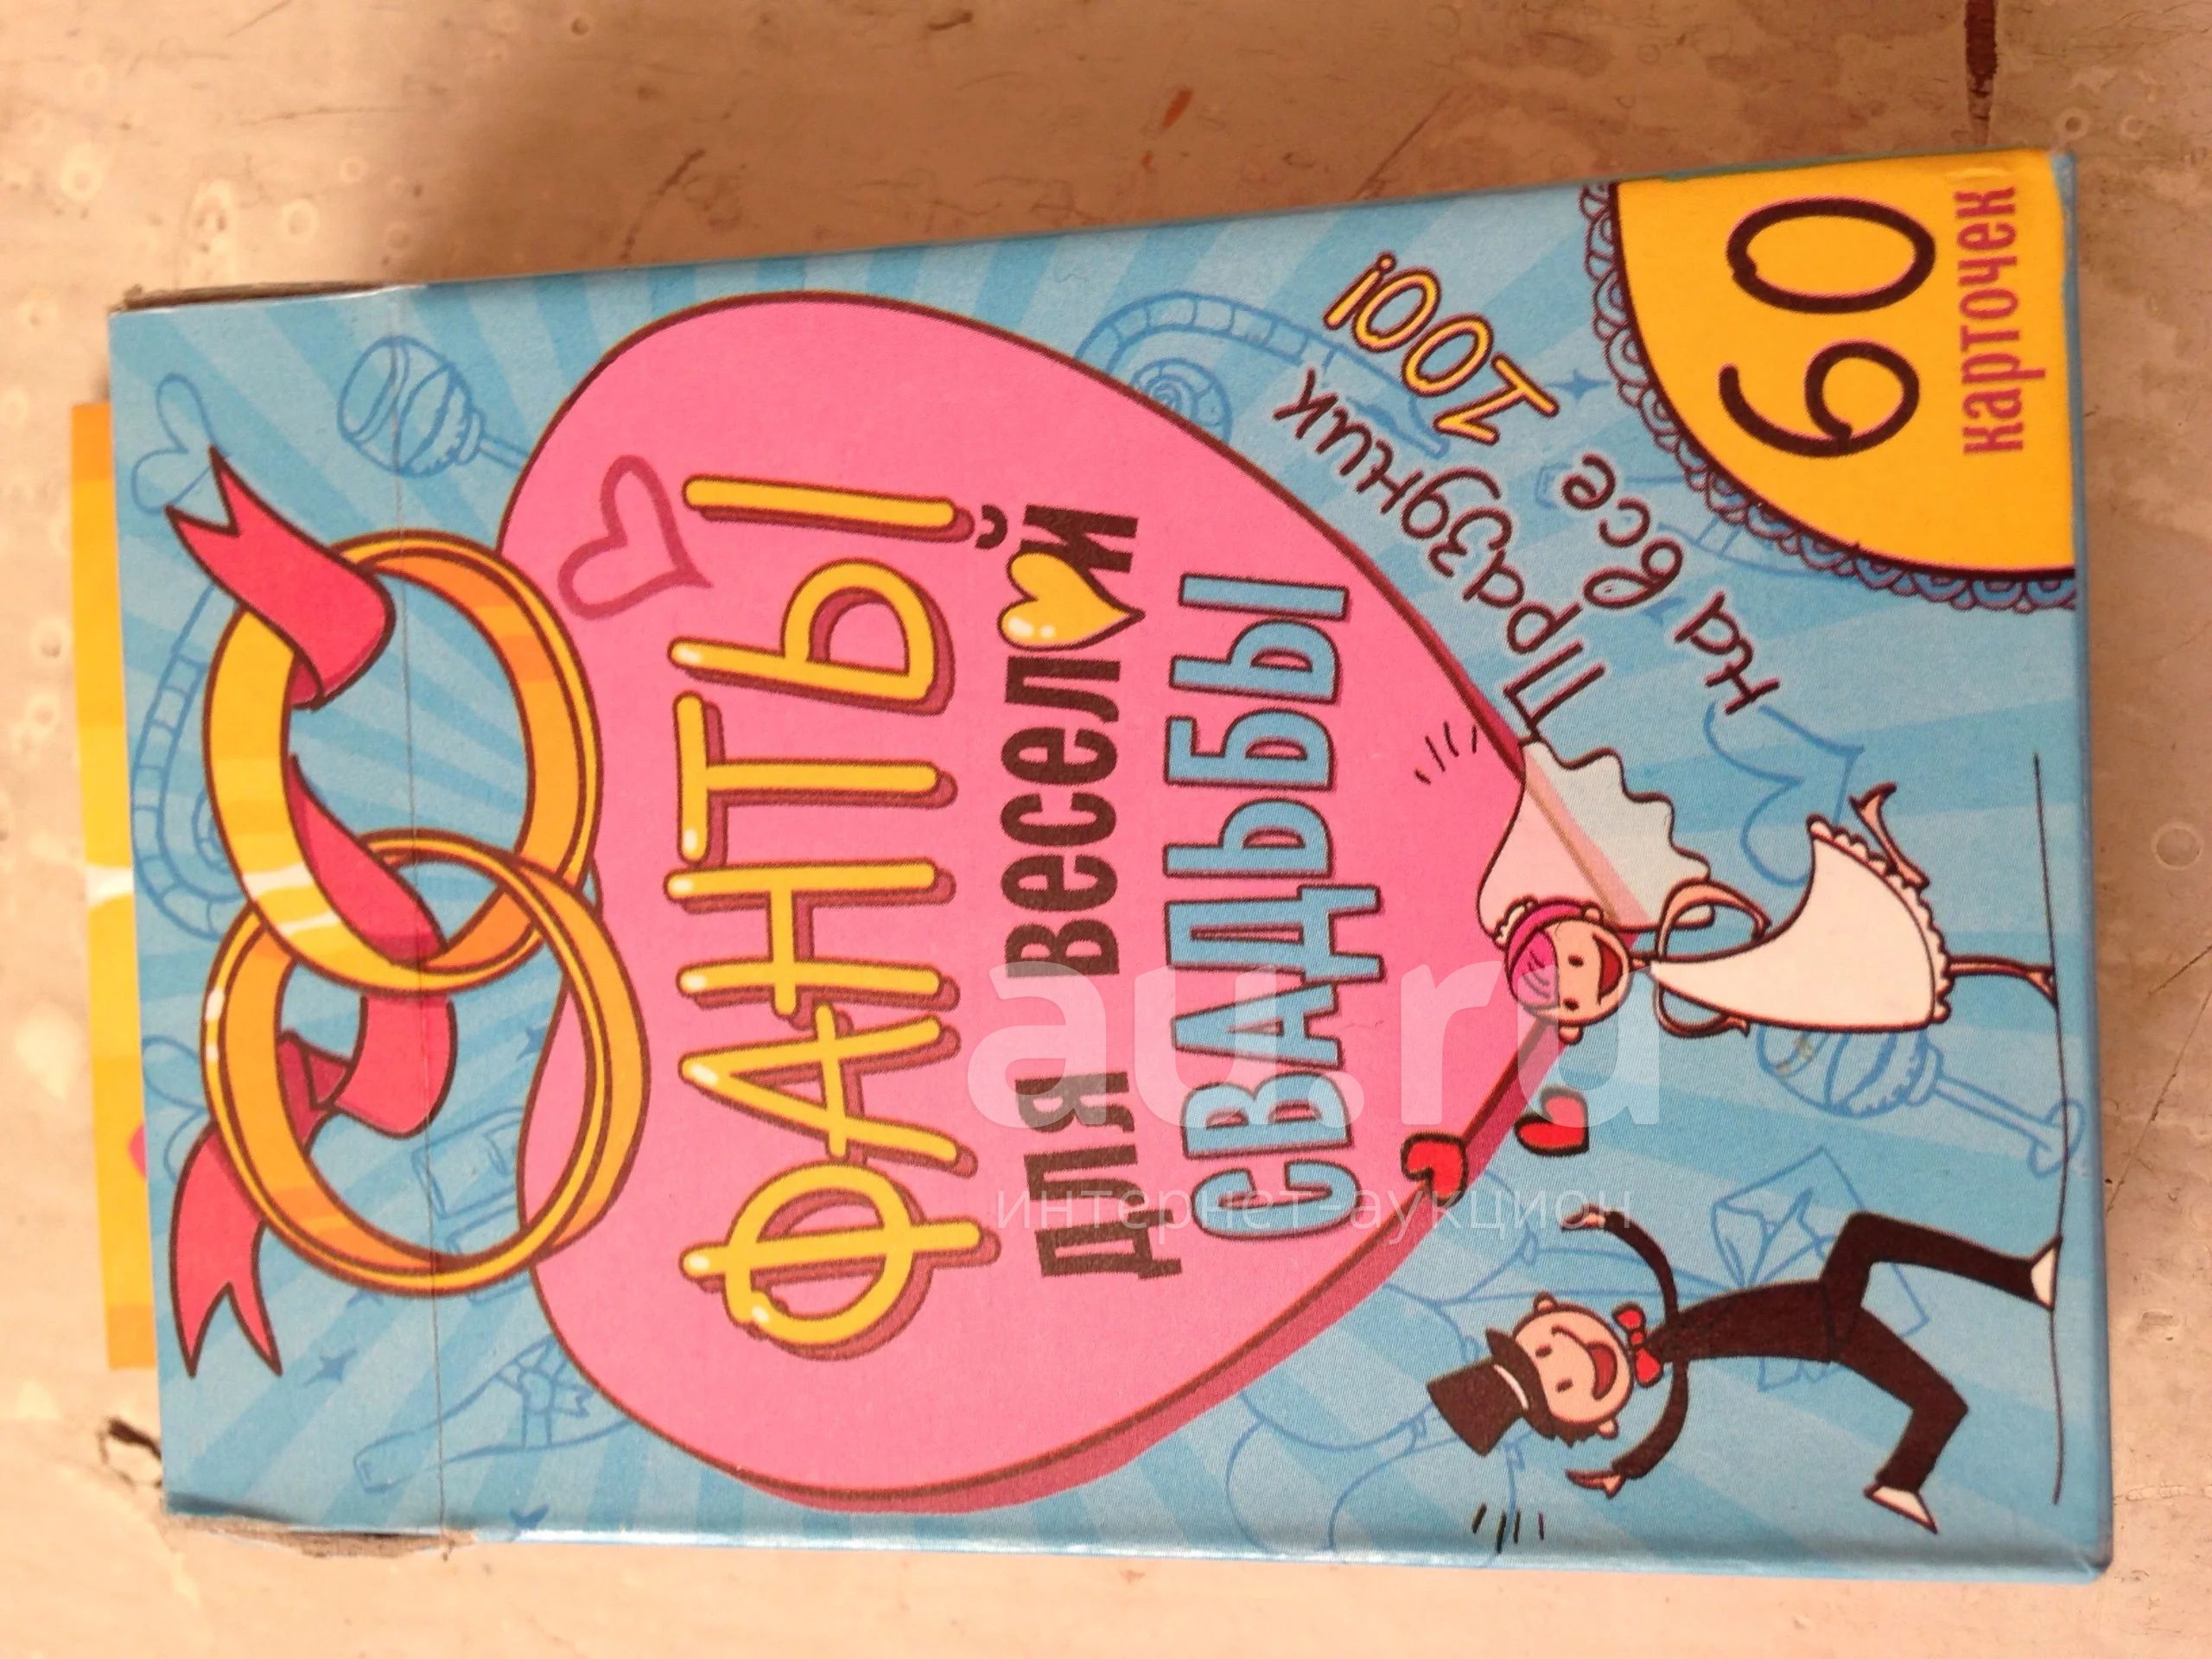 ФАНТЫ
ДЛЯ ВЕСЕЛОЙ
СВАДЬБЫ
Праздник
на все
100!
60
карточек
au.ru
интернет-аукцион